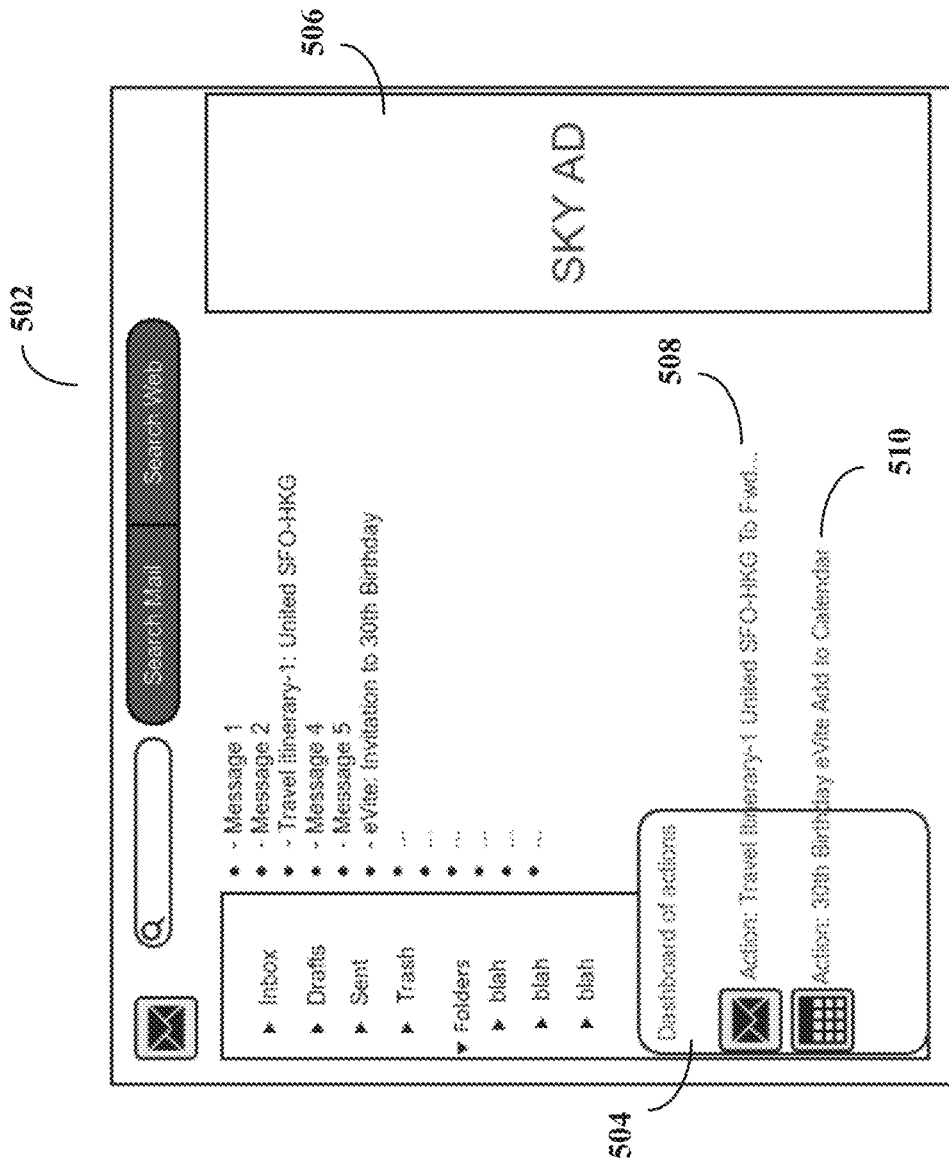 502
Search Mail
Search Web
Inbox
Drafts
Sent
Trash
Folders
blah
blah
blah
- Message 1
- Message 2
- Travel Itinerary-1: United SFO-HKG
- Message 4
- Message 5
- eVite: Invitation to 30th Birthday
- ...
- ...
- ...
- ...
- ...
- ...
SKY AD
506
504
Dashboard of actions
Action: Travel Itinerary-1 United SFO-HKG To Fwd...
508
Action: 30th Birthday eVite Add to Calendar
510